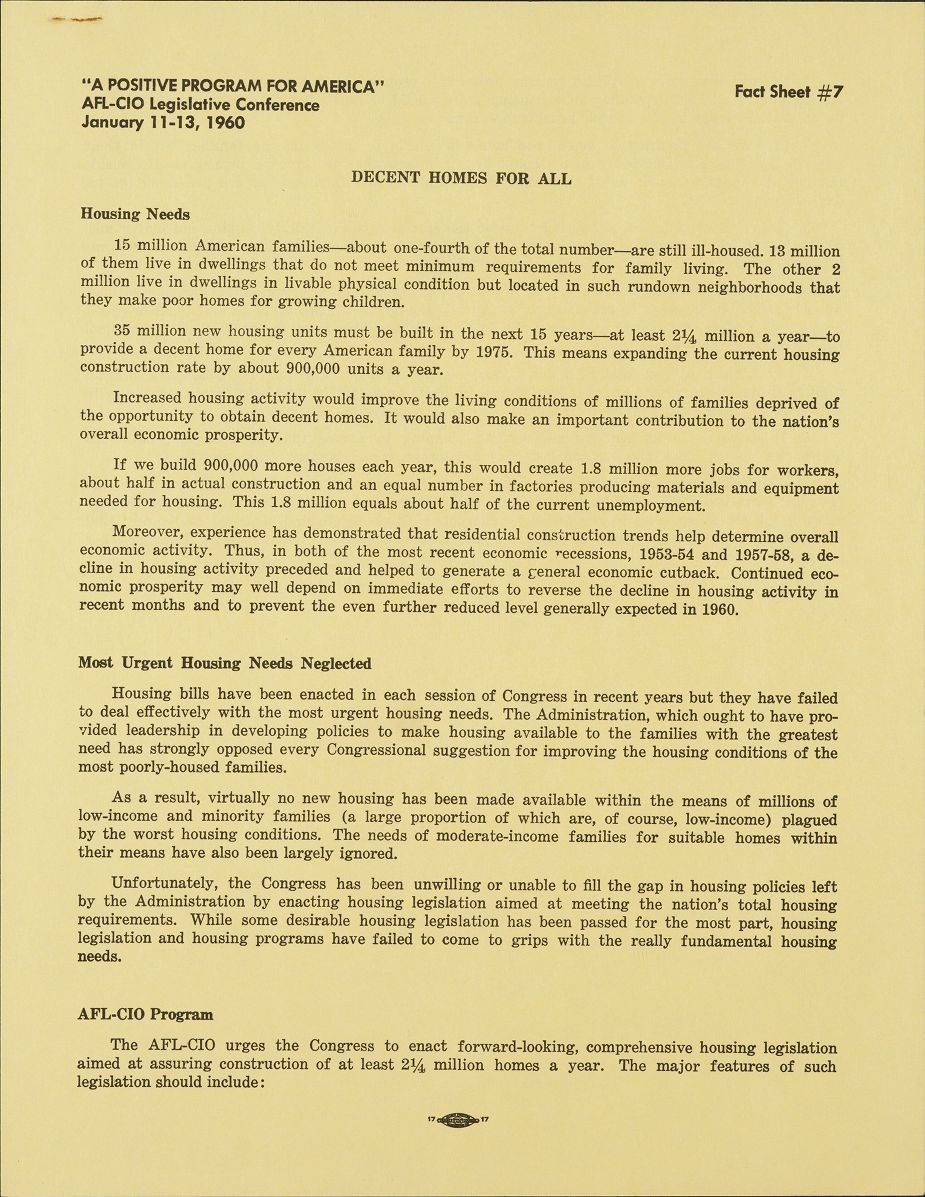 "A POSITIVE PROGRAM FOR AMERICA"
AFL-CIO Legislative Conference
January 11-13, 1960
Fact Sheet #7
DECENT HOMES FOR ALL
Housing Needs
15 million American families—about one-fourth of the total number—are still ill-housed. 13 million
of them live in dwellings that do not meet minimum requirements for family living. The other 2
million live in dwellings in livable physical condition but located in such rundown neighborhoods that
they make poor homes for growing children.
35 million new housing units must be built in the next 15 years—at least 2¼ million a year—to
provide a decent home for every American family by 1975. This means expanding the current housing
construction rate by about 900,000 units a year.
Increased housing activity would improve the living conditions of millions of families deprived of
the opportunity to obtain decent homes. It would also make an important contribution to the nation's
overall economic prosperity.
If we build 900,000 more houses each year, this would create 1.8 million more jobs for workers,
about half in actual construction and an equal number in factories producing materials and equipment
needed for housing. This 1.8 million equals about half of the current unemployment.
Moreover, experience has demonstrated that residential construction trends help determine overall
economic activity. Thus, in both of the most recent economic recessions, 1953-54 and 1957-58, a de-
cline in housing activity preceded and helped to generate a general economic cutback. Continued eco-
nomic prosperity may well depend on immediate efforts to reverse the decline in housing activity in
recent months and to prevent the even further reduced level generally expected in 1960.
Most Urgent Housing Needs Neglected
Housing bills have been enacted in each session of Congress in recent years but they have failed
to deal effectively with the most urgent housing needs. The Administration, which ought to have pro-
vided leadership in developing policies to make housing available to the families with the greatest
need has strongly opposed every Congressional suggestion for improving the housing conditions of the
most poorly-housed families.
As a result, virtually no new housing has been made available within the means of millions of
low-income and minority families (a large proportion of which are, of course, low-income) plagued
by the worst housing conditions. The needs of moderate-income families for suitable homes within
their means have also been largely ignored.
Unfortunately, the Congress has been unwilling or unable to fill the gap in housing policies left
by the Administration by enacting housing legislation aimed at meeting the nation's total housing
requirements. While some desirable housing legislation has been passed for the most part, housing
legislation and housing programs have failed to come to grips with the really fundamental housing
needs.
AFL-CIO Program
The AFL-CIO urges the Congress to enact forward-looking, comprehensive housing legislation
aimed at assuring construction of at least 2¼ million homes a year. The major features of such
legislation should include:
17 17